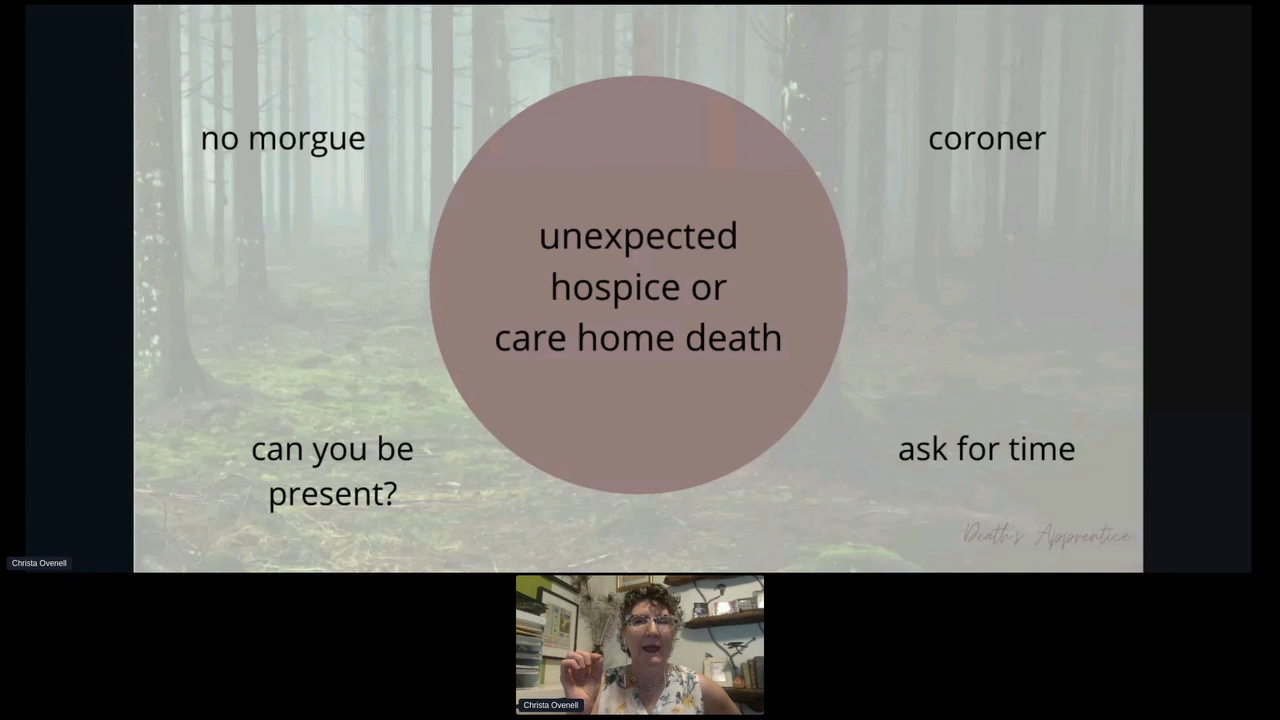 no morgue
coroner
unexpected
hospice or
care home death
can you be
present?
ask for time
Death's Apprentice
Christa Ovenell
Christa Ovenell